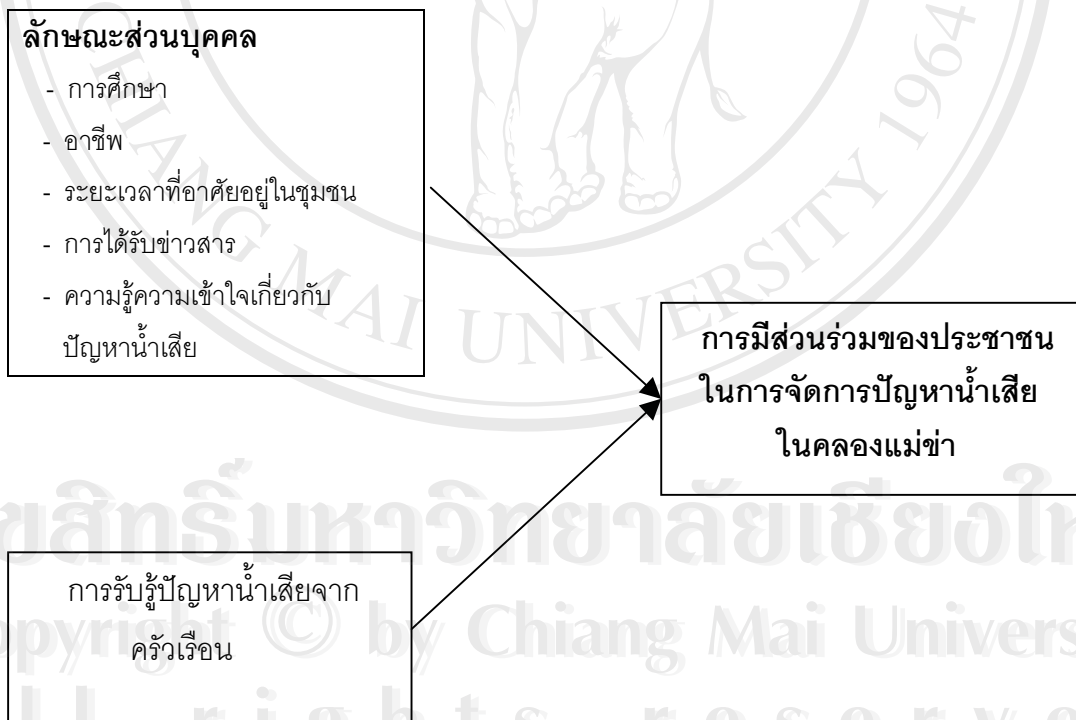 ลักษณะส่วนบุคคล
- การศึกษา
- อาชีพ
- ระยะเวลาที่อาศัยอยู่ในชุมชน
- การได้รับข่าวสาร
- ความรู้ความเข้าใจเกี่ยวกับ
ปัญหาน้ำเสีย
การมีส่วนร่วมของประชาชน
ในการจัดการปัญหาน้ำเสีย
ในคลองแม่ข่า
การรับรู้ปัญหาน้ำเสียจาก
ครัวเรือน
CHIANG MAI UNIVERSITY 1964
ขสิทธิ์มหาวิทยาลัยเชียงให
opyright © by Chiang Mai Univers
ll rights reserve